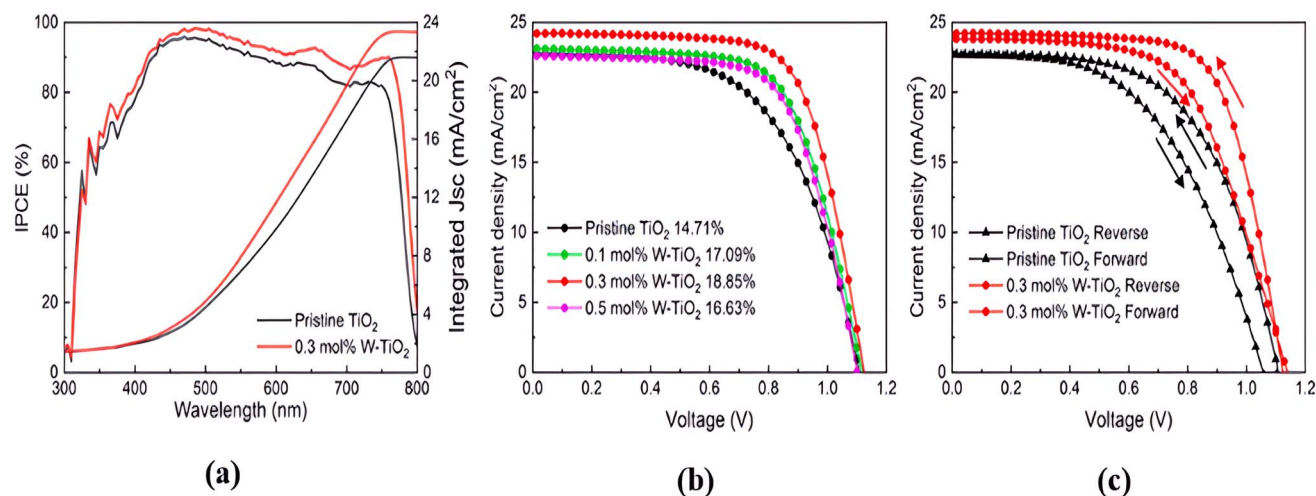 100
80
60
40
20
0
IPCE (%)
24
20
16
12
8
4
0
Integrated Jsc (mA/cm²)
Pristine TiO₂
0.3 mol% W-TiO₂
300 400 500 600 700 800
Wavelength (nm)
(a)
25
20
15
10
5
0
Current density (mA/cm²)
Pristine TiO₂ 14.71%
0.1 mol% W-TiO₂ 17.09%
0.3 mol% W-TiO₂ 18.85%
0.5 mol% W-TiO₂ 16.63%
0.0 0.2 0.4 0.6 0.8 1.0 1.2
Voltage (V)
(b)
25
20
15
10
5
0
Current density (mA/cm²)
Pristine TiO₂ Reverse
Pristine TiO₂ Forward
0.3 mol% W-TiO₂ Reverse
0.3 mol% W-TiO₂ Forward
0.0 0.2 0.4 0.6 0.8 1.0 1.2
Voltage (V)
(c)